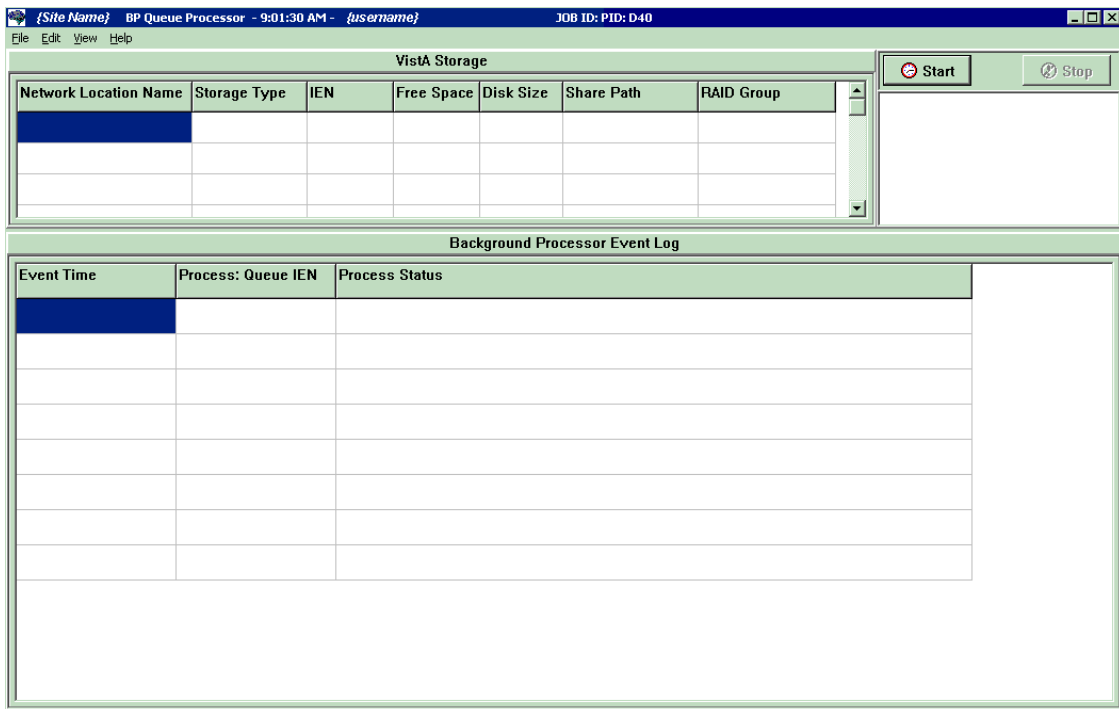 {Site Name} BP Queue Processor - 9:01:30 AM - {username} JOB ID: PID: D40
File Edit View Help
VistA Storage
Start Stop
Network Location Name Storage Type IEN Free Space Disk Size Share Path RAID Group
Background Processor Event Log
Event Time Process: Queue IEN Process Status